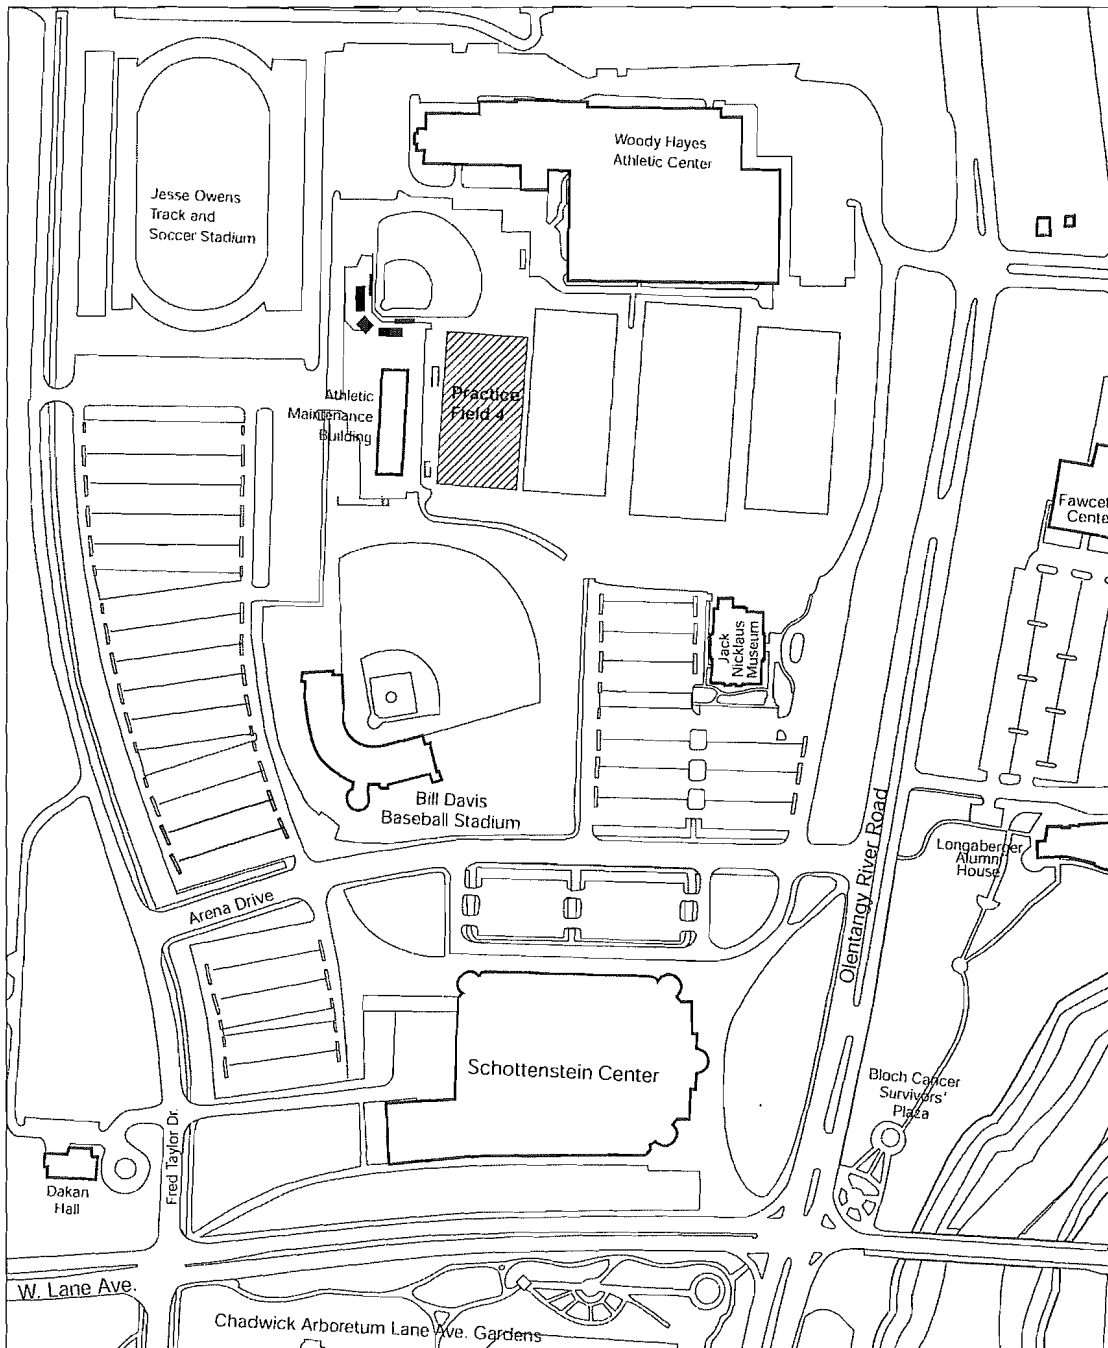 Woody Hayes
Athletic Center
Jesse Owens
Track and
Soccer Stadium
Athletic
Maintenance
Building
Practice
Field 4
Fawcet
Cente
Jack
Nicklaus
Museum
Bill Davis
Baseball Stadium
Olentangy River Road
Longaberger
Alumni
House
Arena Drive
Schottenstein Center
Bloch Cancer
Survivors'
Plaza
Fred Taylor Dr.
Dakan
Hall
W. Lane Ave.
Chadwick Arboretum Lane Ave. Gardens